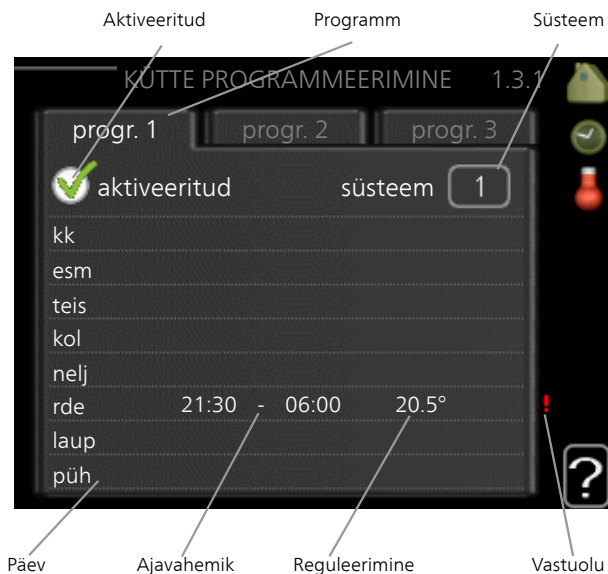 Aktiveeritud Programm Süsteem
KÜTTE PROGRAMMEERIMINE 1.3.1
progr. 1 progr. 2 progr. 3
aktiveeritud süsteem 1
kk
esm
teis
kol
nelj
rde 21:30 - 06:00 20.5° !
laup
püh
?
Päev Ajavahemik Reguleerimine Vastuolu